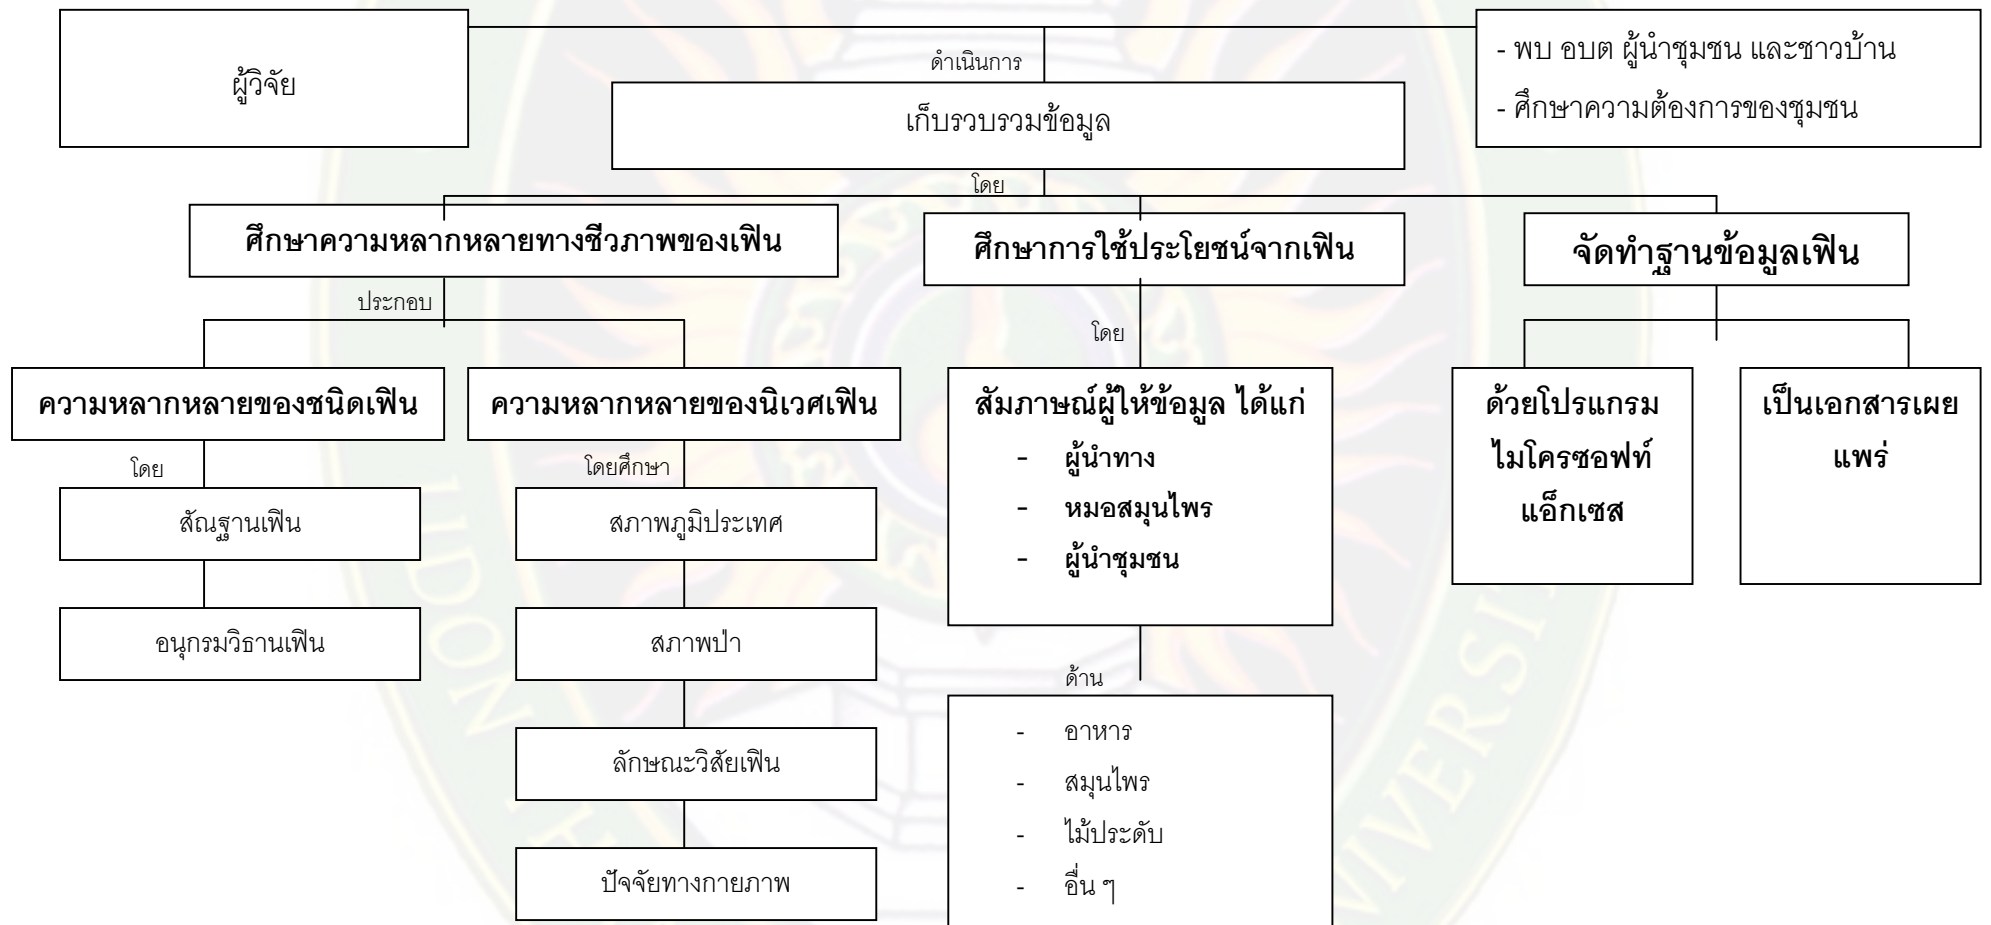 ผู้วิจัย
ดำเนินการ
- พบ อบต ผู้นำชุมชน และชาวบ้าน
- ศึกษาความต้องการของชุมชน
เก็บรวบรวมข้อมูล
โดย
ศึกษาความหลากหลายทางชีวภาพของเฟิน
ศึกษาการใช้ประโยชน์จากเฟิน
จัดทำฐานข้อมูลเฟิน
ประกอบ
โดย
ความหลากหลายของชนิดเฟิน
ความหลากหลายของนิเวศเฟิน
สัมภาษณ์ผู้ให้ข้อมูล ได้แก่
- ผู้นำทาง
- หมอสมุนไพร
- ผู้นำชุมชน
ด้วยโปรแกรม
ไมโครซอฟท์
แอ็กเซส
เป็นเอกสารเผย
แพร่
โดย
โดยศึกษา
สัณฐานเฟิน
สภาพภูมิประเทศ
อนุกรมวิธานเฟิน
สภาพป่า
ด้าน
ลักษณะวิสัยเฟิน
- อาหาร
- สมุนไพร
- ไม้ประดับ
- อื่น ๆ
ปัจจัยทางกายภาพ